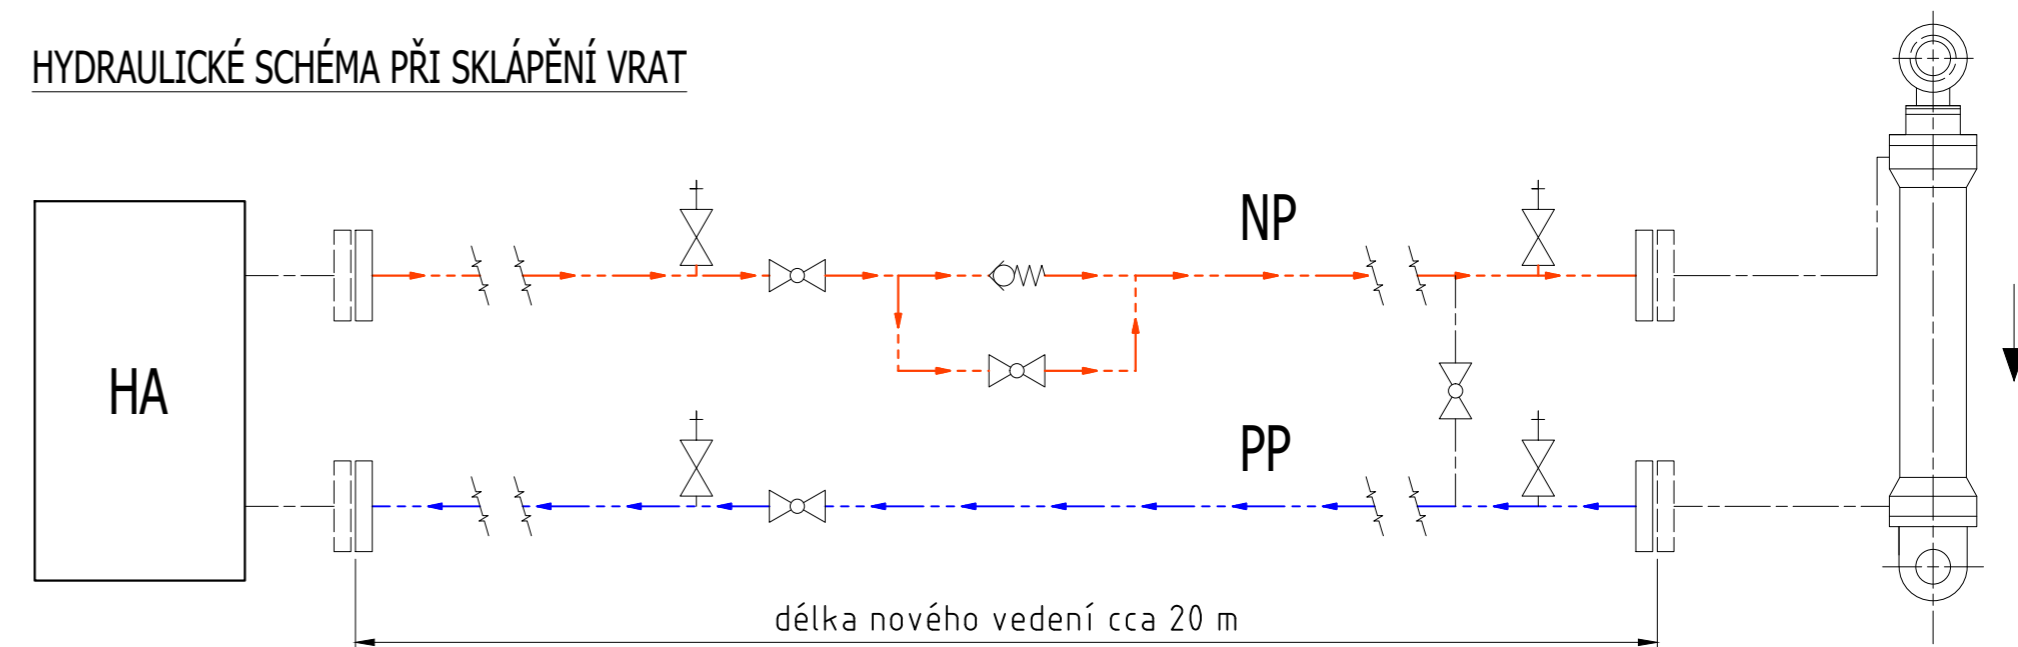 HYDRAULICKÉ SCHÉMA PŘI SKLÁPĚNÍ VRAT
NP
HA
PP
délka nového vedení cca 20 m